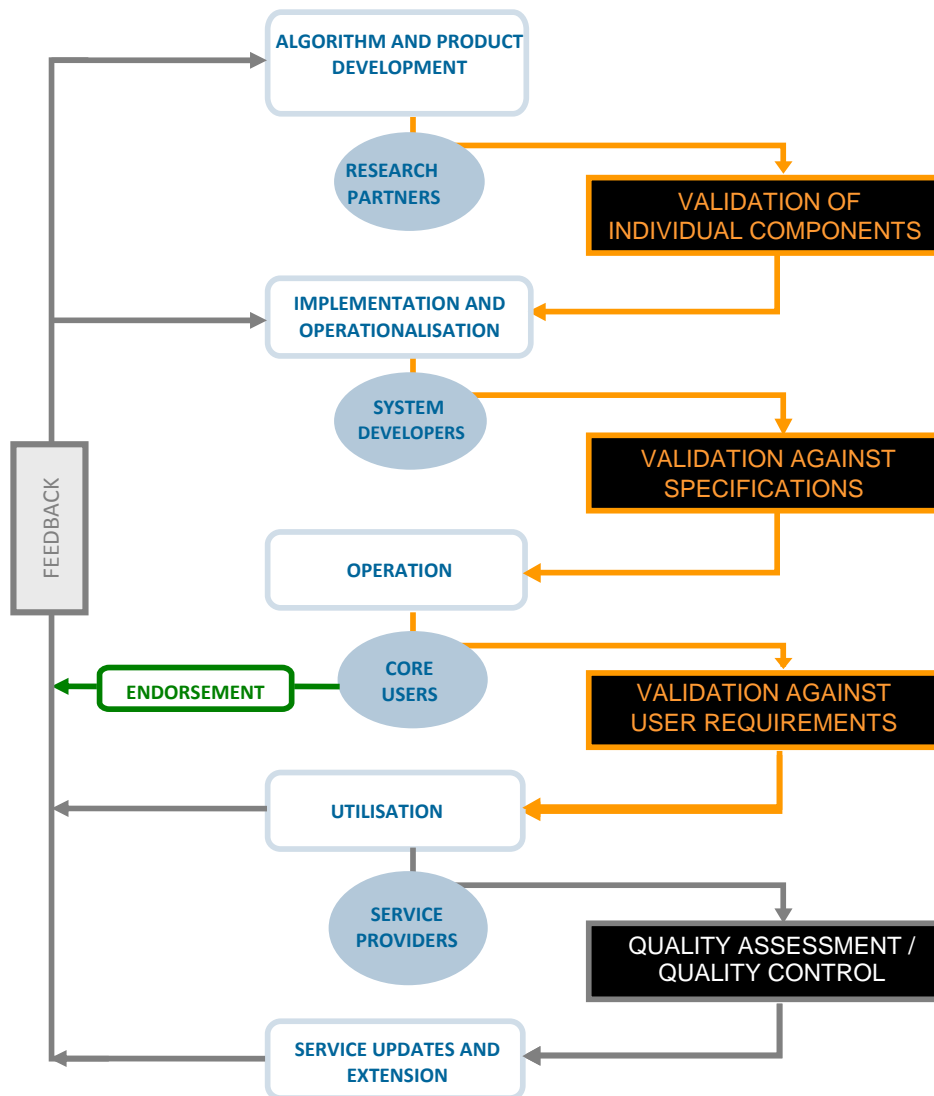 ALGORITHM AND PRODUCT
DEVELOPMENT
RESEARCH
PARTNERS
VALIDATION OF
INDIVIDUAL COMPONENTS
IMPLEMENTATION AND
OPERATIONALISATION
SYSTEM
DEVELOPERS
VALIDATION AGAINST
SPECIFICATIONS
FEEDBACK
OPERATION
CORE
USERS
ENDORSEMENT
VALIDATION AGAINST
USER REQUIREMENTS
UTILISATION
SERVICE
PROVIDERS
QUALITY ASSESSMENT /
QUALITY CONTROL
SERVICE UPDATES AND
EXTENSION